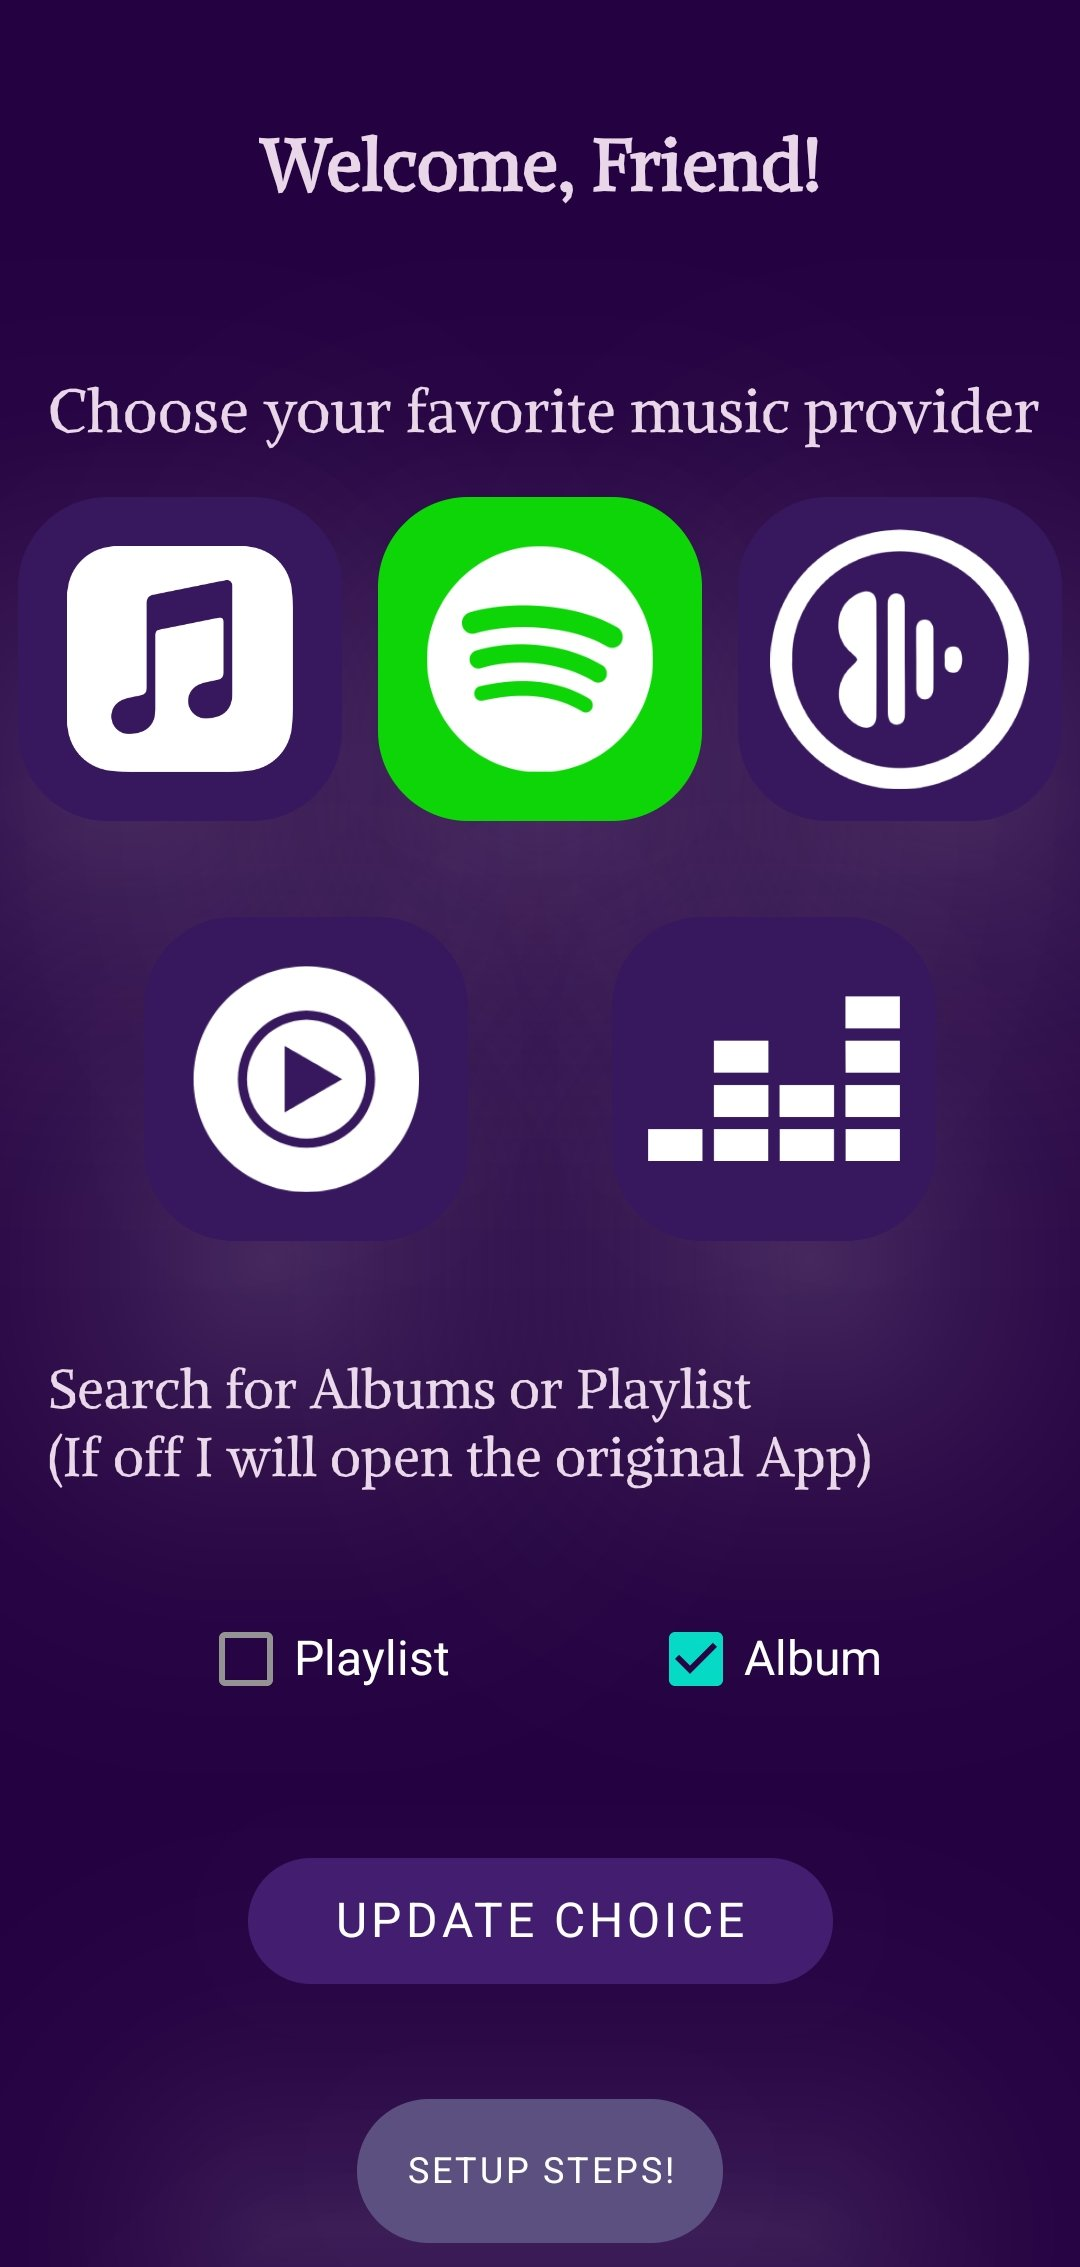 Welcome, Friend!
Choose your favorite music provider
Search for Albums or Playlist
(If off I will open the original App)
Playlist
Album
UPDATE CHOICE
SETUP STEPS!